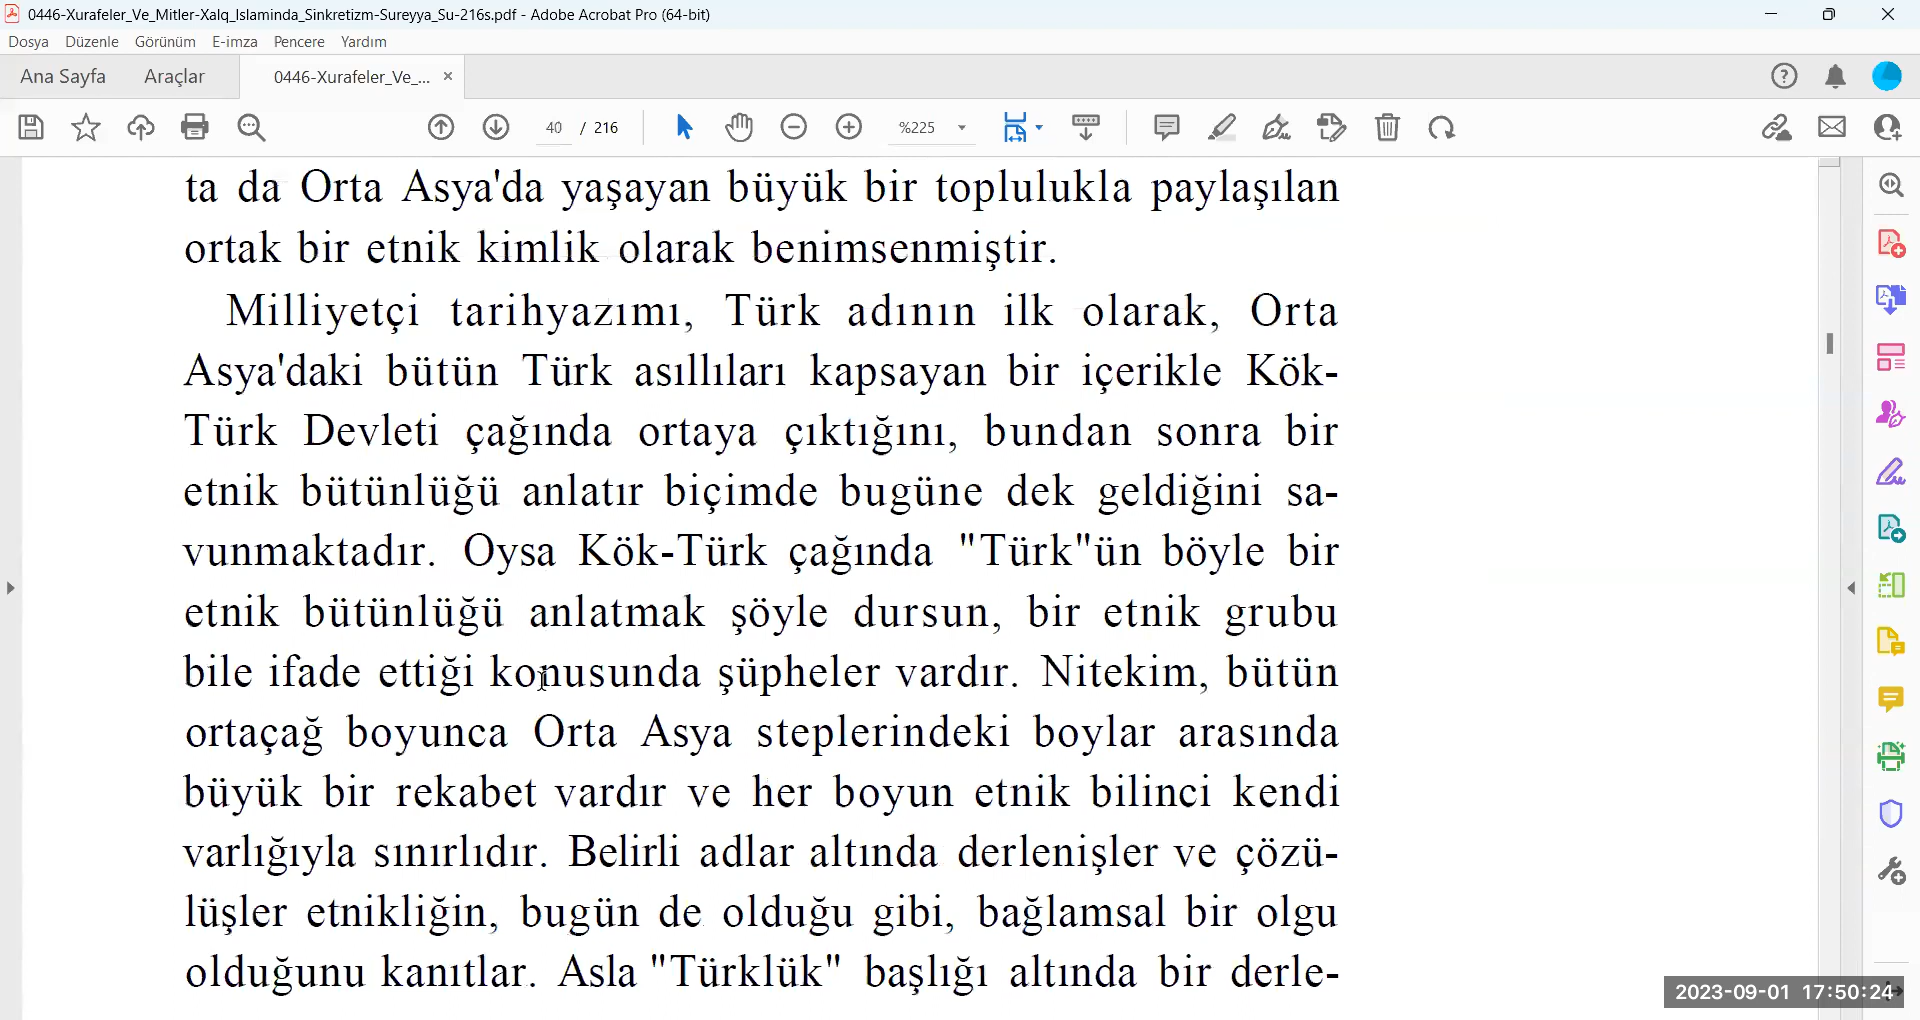 0446-Xurafeler_Ve_Mitler-Xalq_Islaminda_Sinkretizm-Sureyya_Su-216s.pdf - Adobe Acrobat Pro (64-bit)
Dosya Düzenle Görünüm E-imza Pencere Yardım
Ana Sayfa Araçlar 0446-Xurafeler_Ve_... ×
40 / 216 %225
ta da Orta Asya'da yaşayan büyük bir toplulukla paylaşılan
ortak bir etnik kimlik olarak benimsenmiştir.
Milliyetçi tarihyazımı, Türk adının ilk olarak, Orta
Asya'daki bütün Türk asıllıları kapsayan bir içerikle Kök-
Türk Devleti çağında ortaya çıktığını, bundan sonra bir
etnik bütünlüğü anlatır biçimde bugüne dek geldiğini sa-
vunmaktadır. Oysa Kök-Türk çağında "Türk"ün böyle bir
etnik bütünlüğü anlatmak şöyle dursun, bir etnik grubu
bile ifade ettiği konusunda şüpheler vardır. Nitekim, bütün
ortaçağ boyunca Orta Asya steplerindeki boylar arasında
büyük bir rekabet vardır ve her boyun etnik bilinci kendi
varlığıyla sınırlıdır. Belirli adlar altında derlenişler ve çözü-
lüşler etnikliğin, bugün de olduğu gibi, bağlamsal bir olgu
olduğunu kanıtlar. Asla "Türklük" başlığı altında bir derle-
2023-09-01 17:50:24